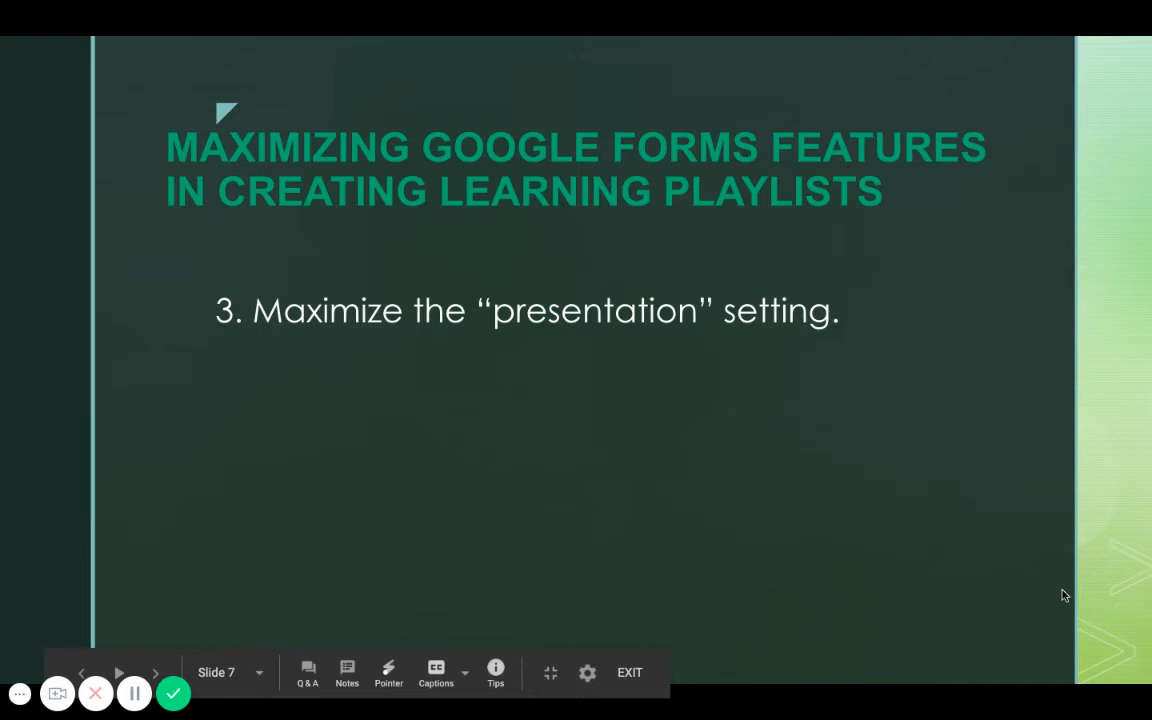 MAXIMIZING GOOGLE FORMS FEATURES
IN CREATING LEARNING PLAYLISTS
3. Maximize the “presentation” setting.
Slide 7
Q & A
Notes
Pointer
CC
Captions
Tips
EXIT